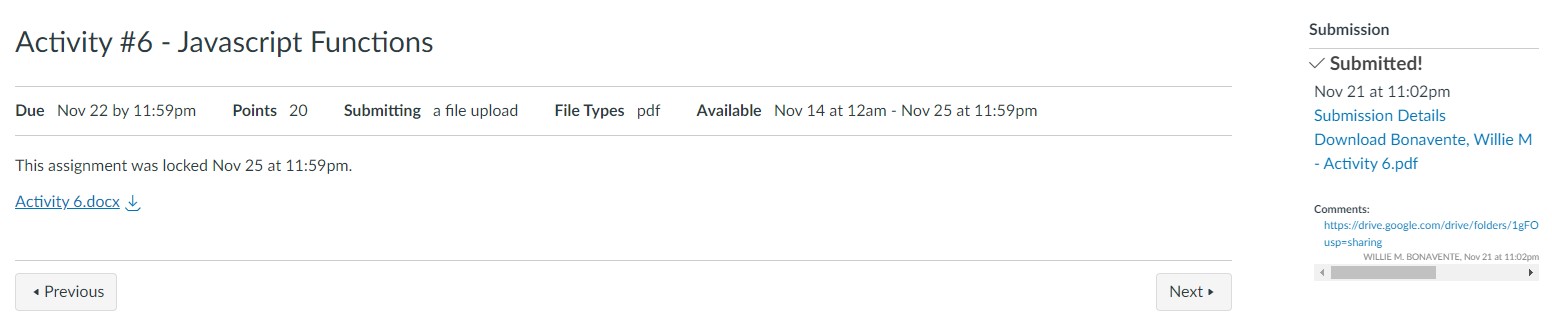 Activity #6 - Javascript Functions
Due Nov 22 by 11:59pm Points 20 Submitting a file upload File Types pdf Available Nov 14 at 12am - Nov 25 at 11:59pm
This assignment was locked Nov 25 at 11:59pm.
Activity 6.docx
Previous
Next
Submission
Submitted!
Nov 21 at 11:02pm
Submission Details
Download Bonavente, Willie M
- Activity 6.pdf
Comments:
https://drive.google.com/drive/folders/1gFO
usp=sharing
WILLIE M. BONAVENTE, Nov 21 at 11:02pm